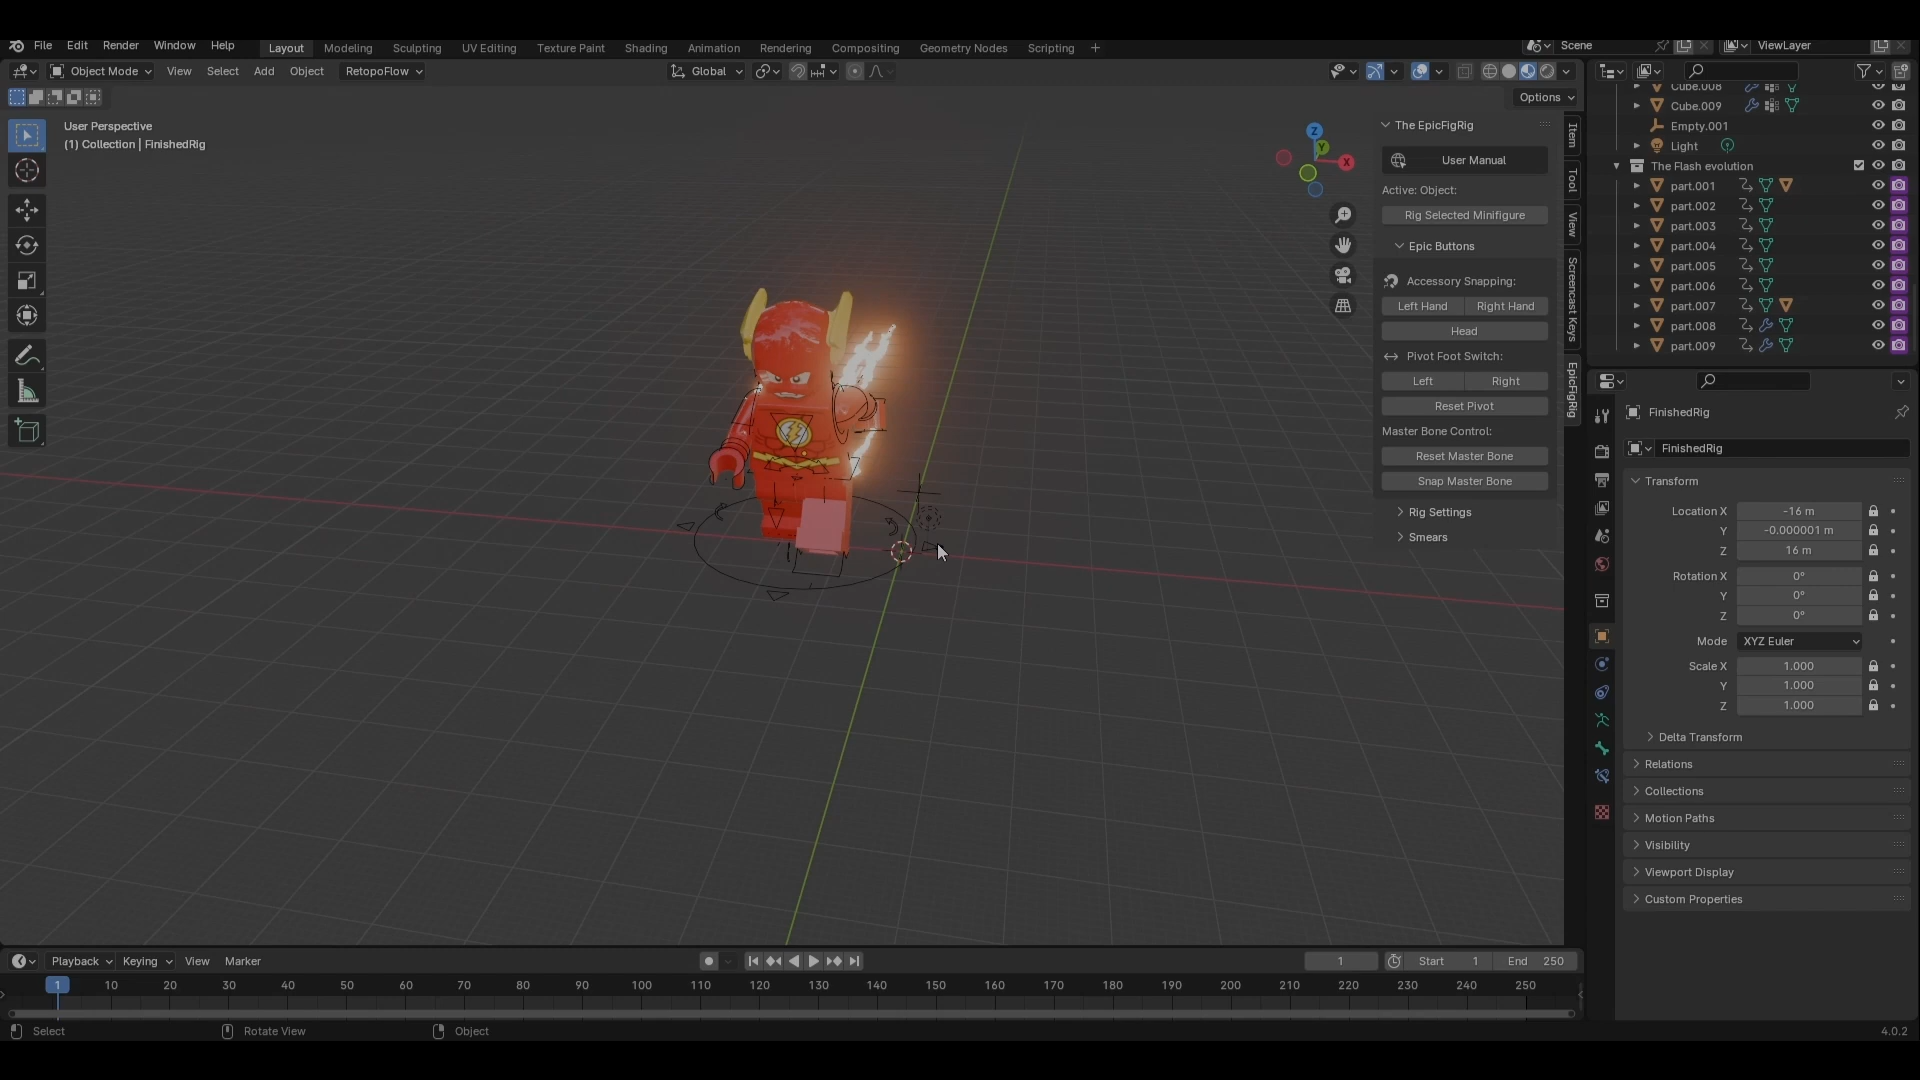 File Edit Render Window Help Layout Modeling Sculpting UV Editing Texture Paint Shading Animation Rendering Compositing Geometry Nodes Scripting + Scene ViewLayer
Object Mode View Select Add Object RetopoFlow Global
Options
User Perspective
(1) Collection | FinishedRig
Z
Y
X
The EpicFigRig
User Manual
Active: Object:
Rig Selected Minifigure
Epic Buttons
Accessory Snapping:
Left Hand Right Hand
Head
Pivot Foot Switch:
Left Right
Reset Pivot
Master Bone Control:
Reset Master Bone
Snap Master Bone
Rig Settings
Smears
Item
Tool
View
Screencast Keys
EpicFigRig
Cube.008
Cube.009
Empty.001
Light
The Flash evolution
part.001
part.002
part.003
part.004
part.005
part.006
part.007
part.008
part.009
FinishedRig
FinishedRig
Transform
Location X -16 m
Y -0.000001 m
Z 16 m
Rotation X 0°
Y 0°
Z 0°
Mode XYZ Euler
Scale X 1.000
Y 1.000
Z 1.000
Delta Transform
Relations
Collections
Motion Paths
Visibility
Viewport Display
Custom Properties
Playback Keying View Marker 1 Start 1 End 250
1 10 20 30 40 50 60 70 80 90 100 110 120 130 140 150 160 170 180 190 200 210 220 230 240 250
Select Rotate View Object 4.0.2